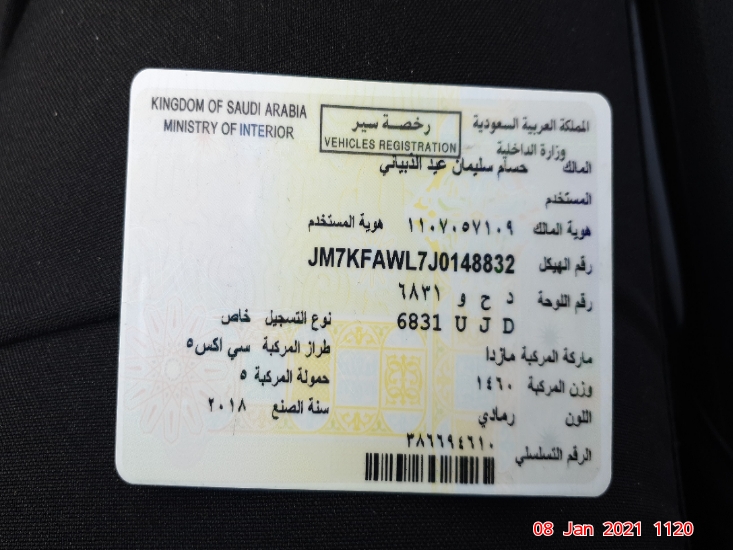 KINGDOM OF SAUDI ARABIA
MINISTRY OF INTERIOR
رخصة سير
VEHICLES REGISTRATION
المملكة العربية السعودية
وزارة الداخلية
المالك حسام سليمان عيد الذبياني
المستخدم
هوية المالك ١١٠٧٠٥٧١٠٩ هوية المستخدم
رقم الهيكل JM7KFAWL7J0148832
رقم اللوحة د ح و ٦٨٣١
6831 U J D
نوع التسجيل خاص
ماركة المركبة مازدا
طراز المركبة سي اكس٥
وزن المركبة ١٤٦٠
حمولة المركبة ٥
اللون رمادي
سنة الصنع ٢٠١٨
الرقم التسلسلي ٣٨٦٦٩٤٦١٠
08 Jan 2021 1120